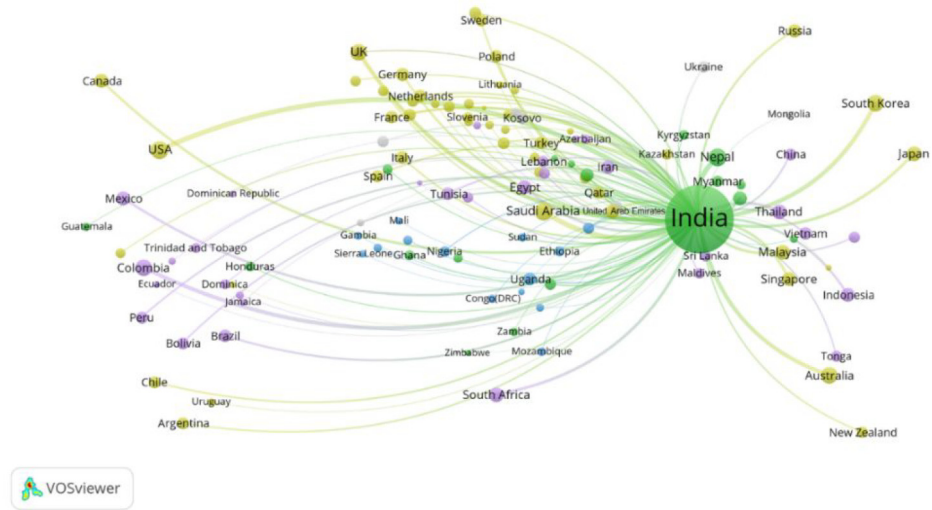 Sweden
Russia
UK
Poland
Ukraine
Germany
Canada
Lithuania
Netherlands
South Korea
France
Slovenia
Kosovo
Mongolia
Kyrgyzstan
Azerbaijan
Turkey
USA
Japan
Kazakhstan
Nepal
China
Italy
Lebanon
Iran
Spain
Myanmar
Egypt
Qatar
Dominican Republic
Tunisia
Mexico
Saudi Arabia
United Arab Emirates
India
Thailand
Mali
Guatemala
Gambia
Sudan
Vietnam
Trinidad and Tobago
Sierra Leone
Ghana
Nigeria
Ethiopia
Malaysia
Sri Lanka
Colombia
Honduras
Maldives
Ecuador
Dominica
Uganda
Singapore
Jamaica
Congo(DRC)
Indonesia
Peru
Zambia
Brazil
Bolivia
Zimbabwe
Mozambique
Tonga
Australia
Chile
South Africa
Uruguay
Argentina
New Zealand
VOSviewer